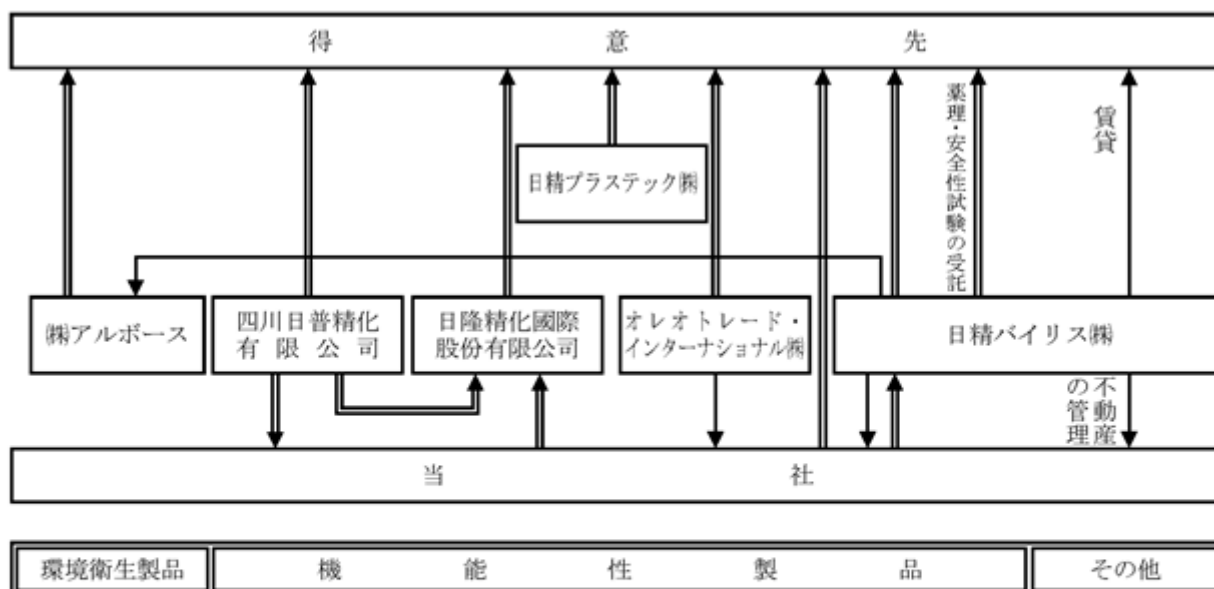 得意先
日精プラステック㈱
薬理・安全性試験の受託
賃貸
㈱アルボース
四川日普精化
有限公司
日隆精化國際
股份有限公司
オレオトレード・
インターナショナル㈱
日精バイリス㈱
不動産
の管理
当社
環境衛生製品
機能性製品
その他